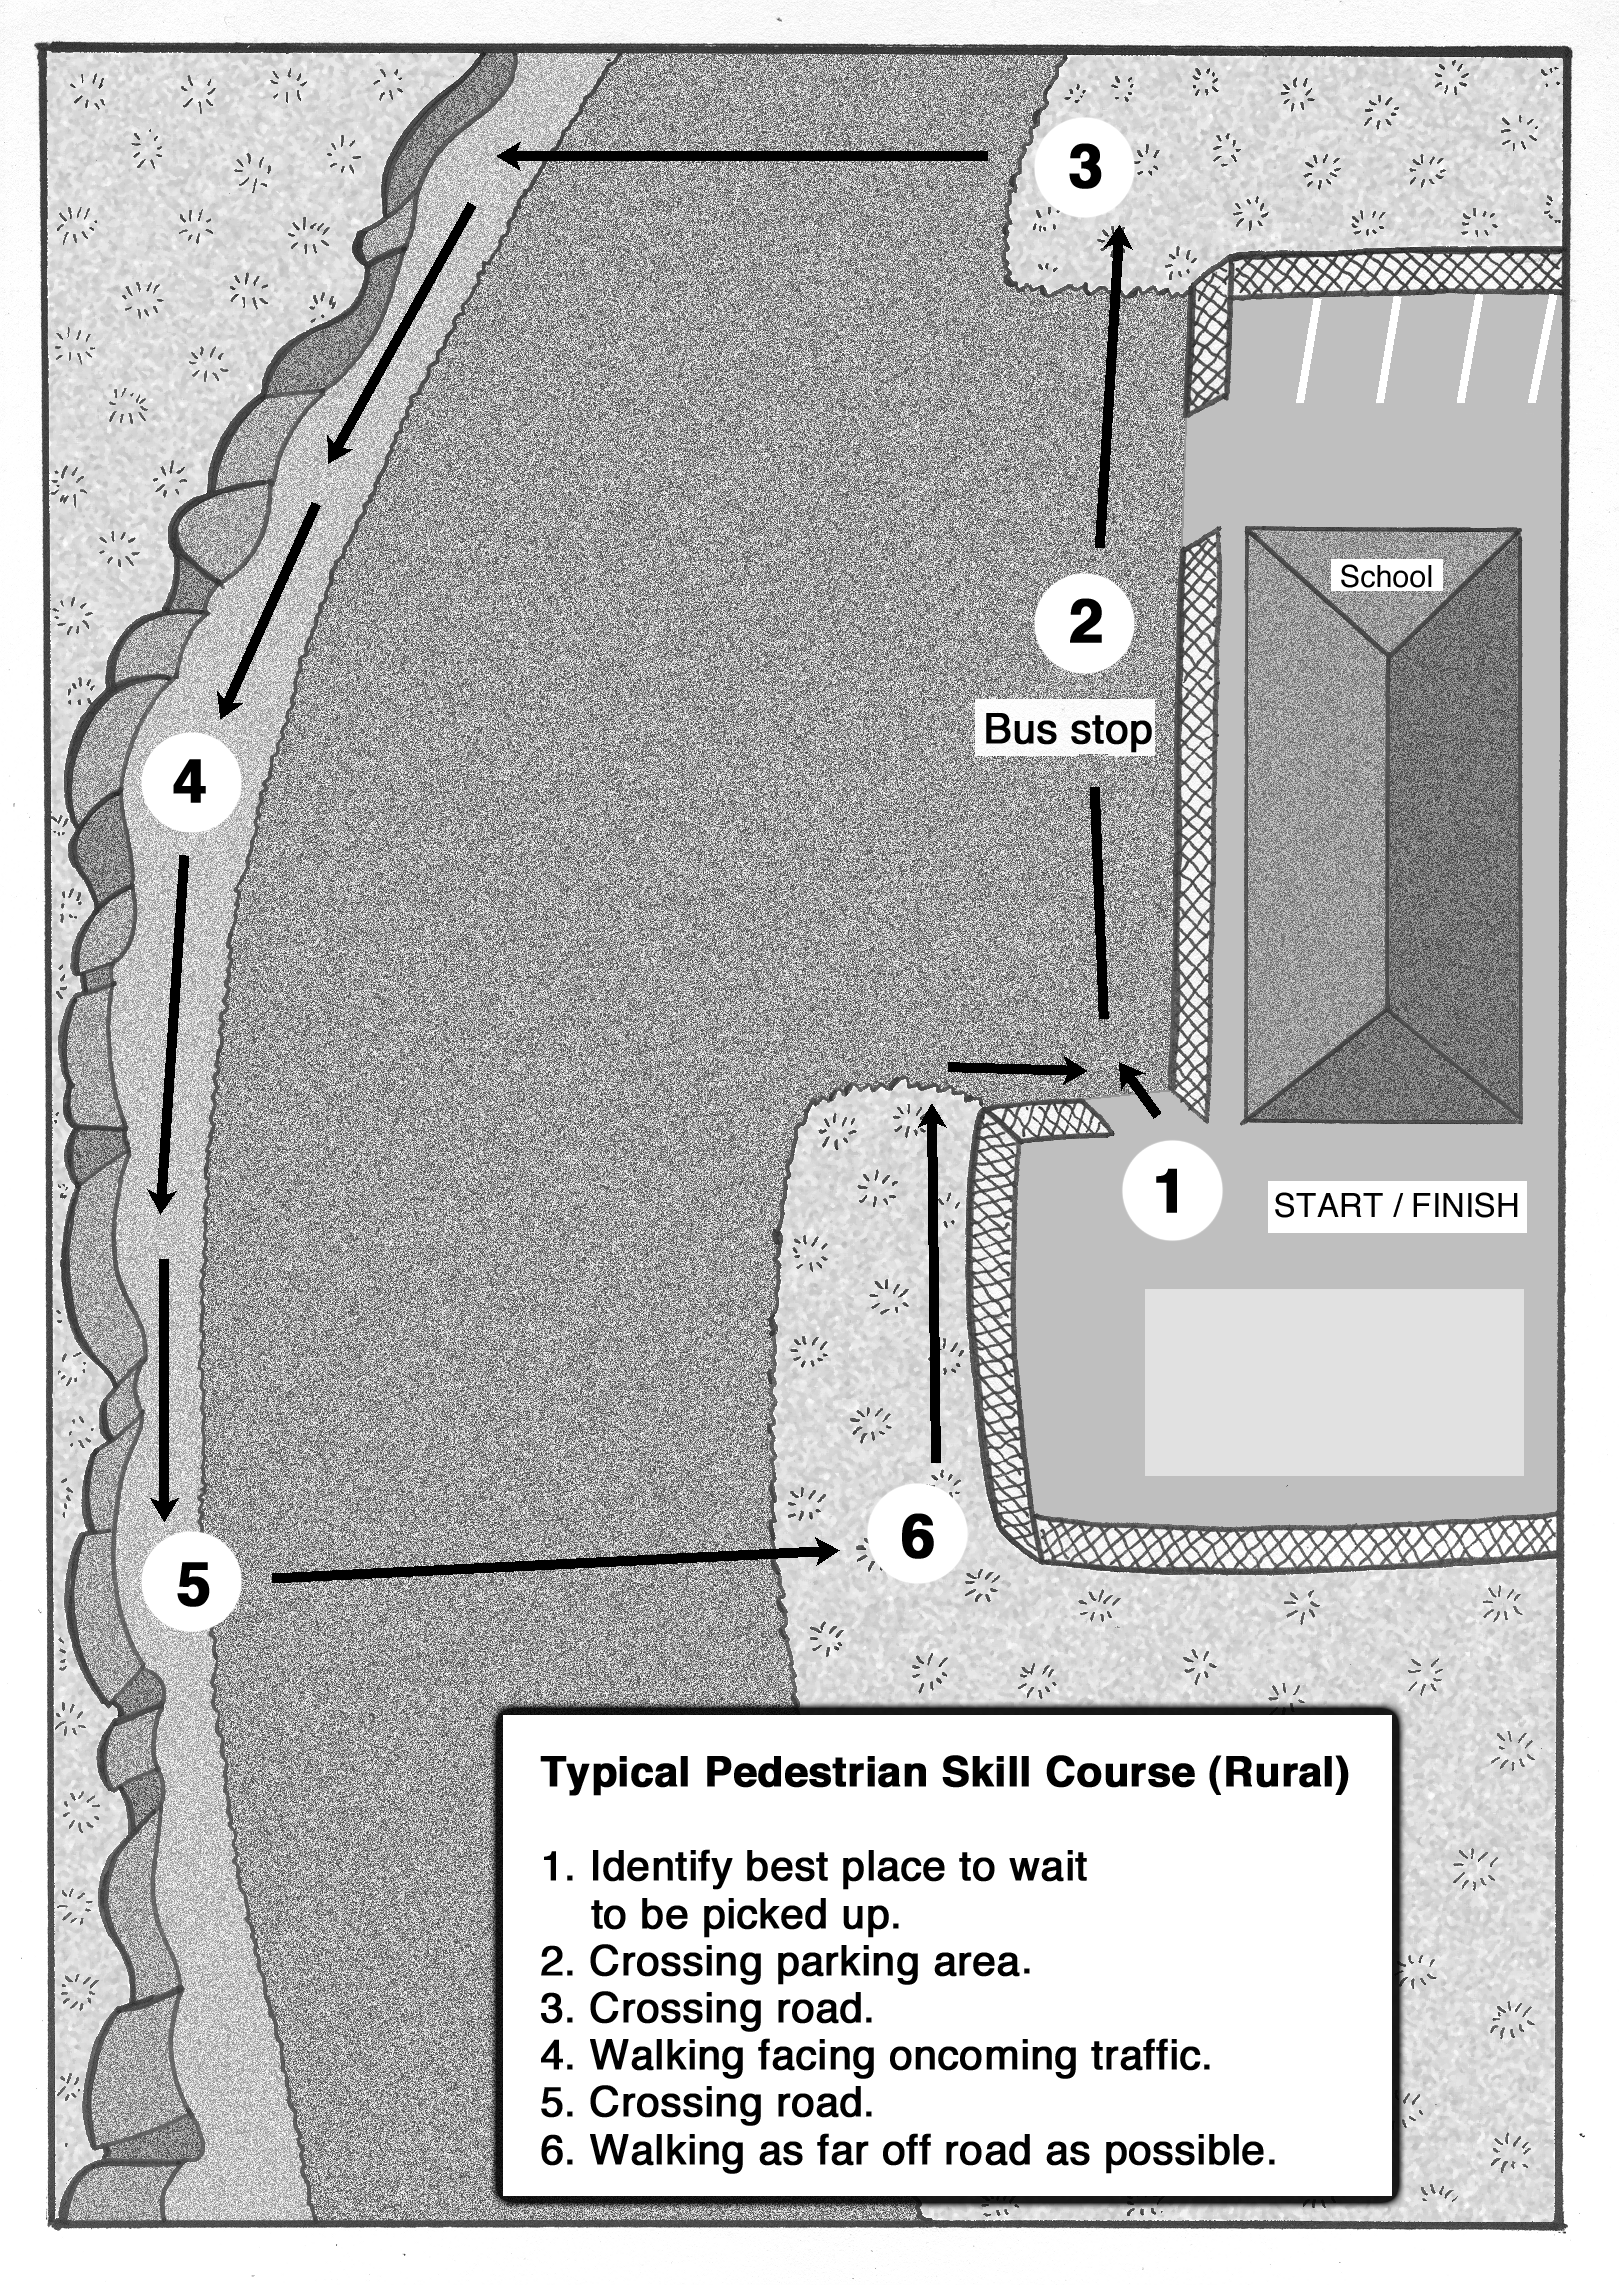 3
School
2
Bus stop
4
1
START / FINISH
6
5
Typical Pedestrian Skill Course (Rural)
1. Identify best place to wait
to be picked up.
2. Crossing parking area.
3. Crossing road.
4. Walking facing oncoming traffic.
5. Crossing road.
6. Walking as far off road as possible.